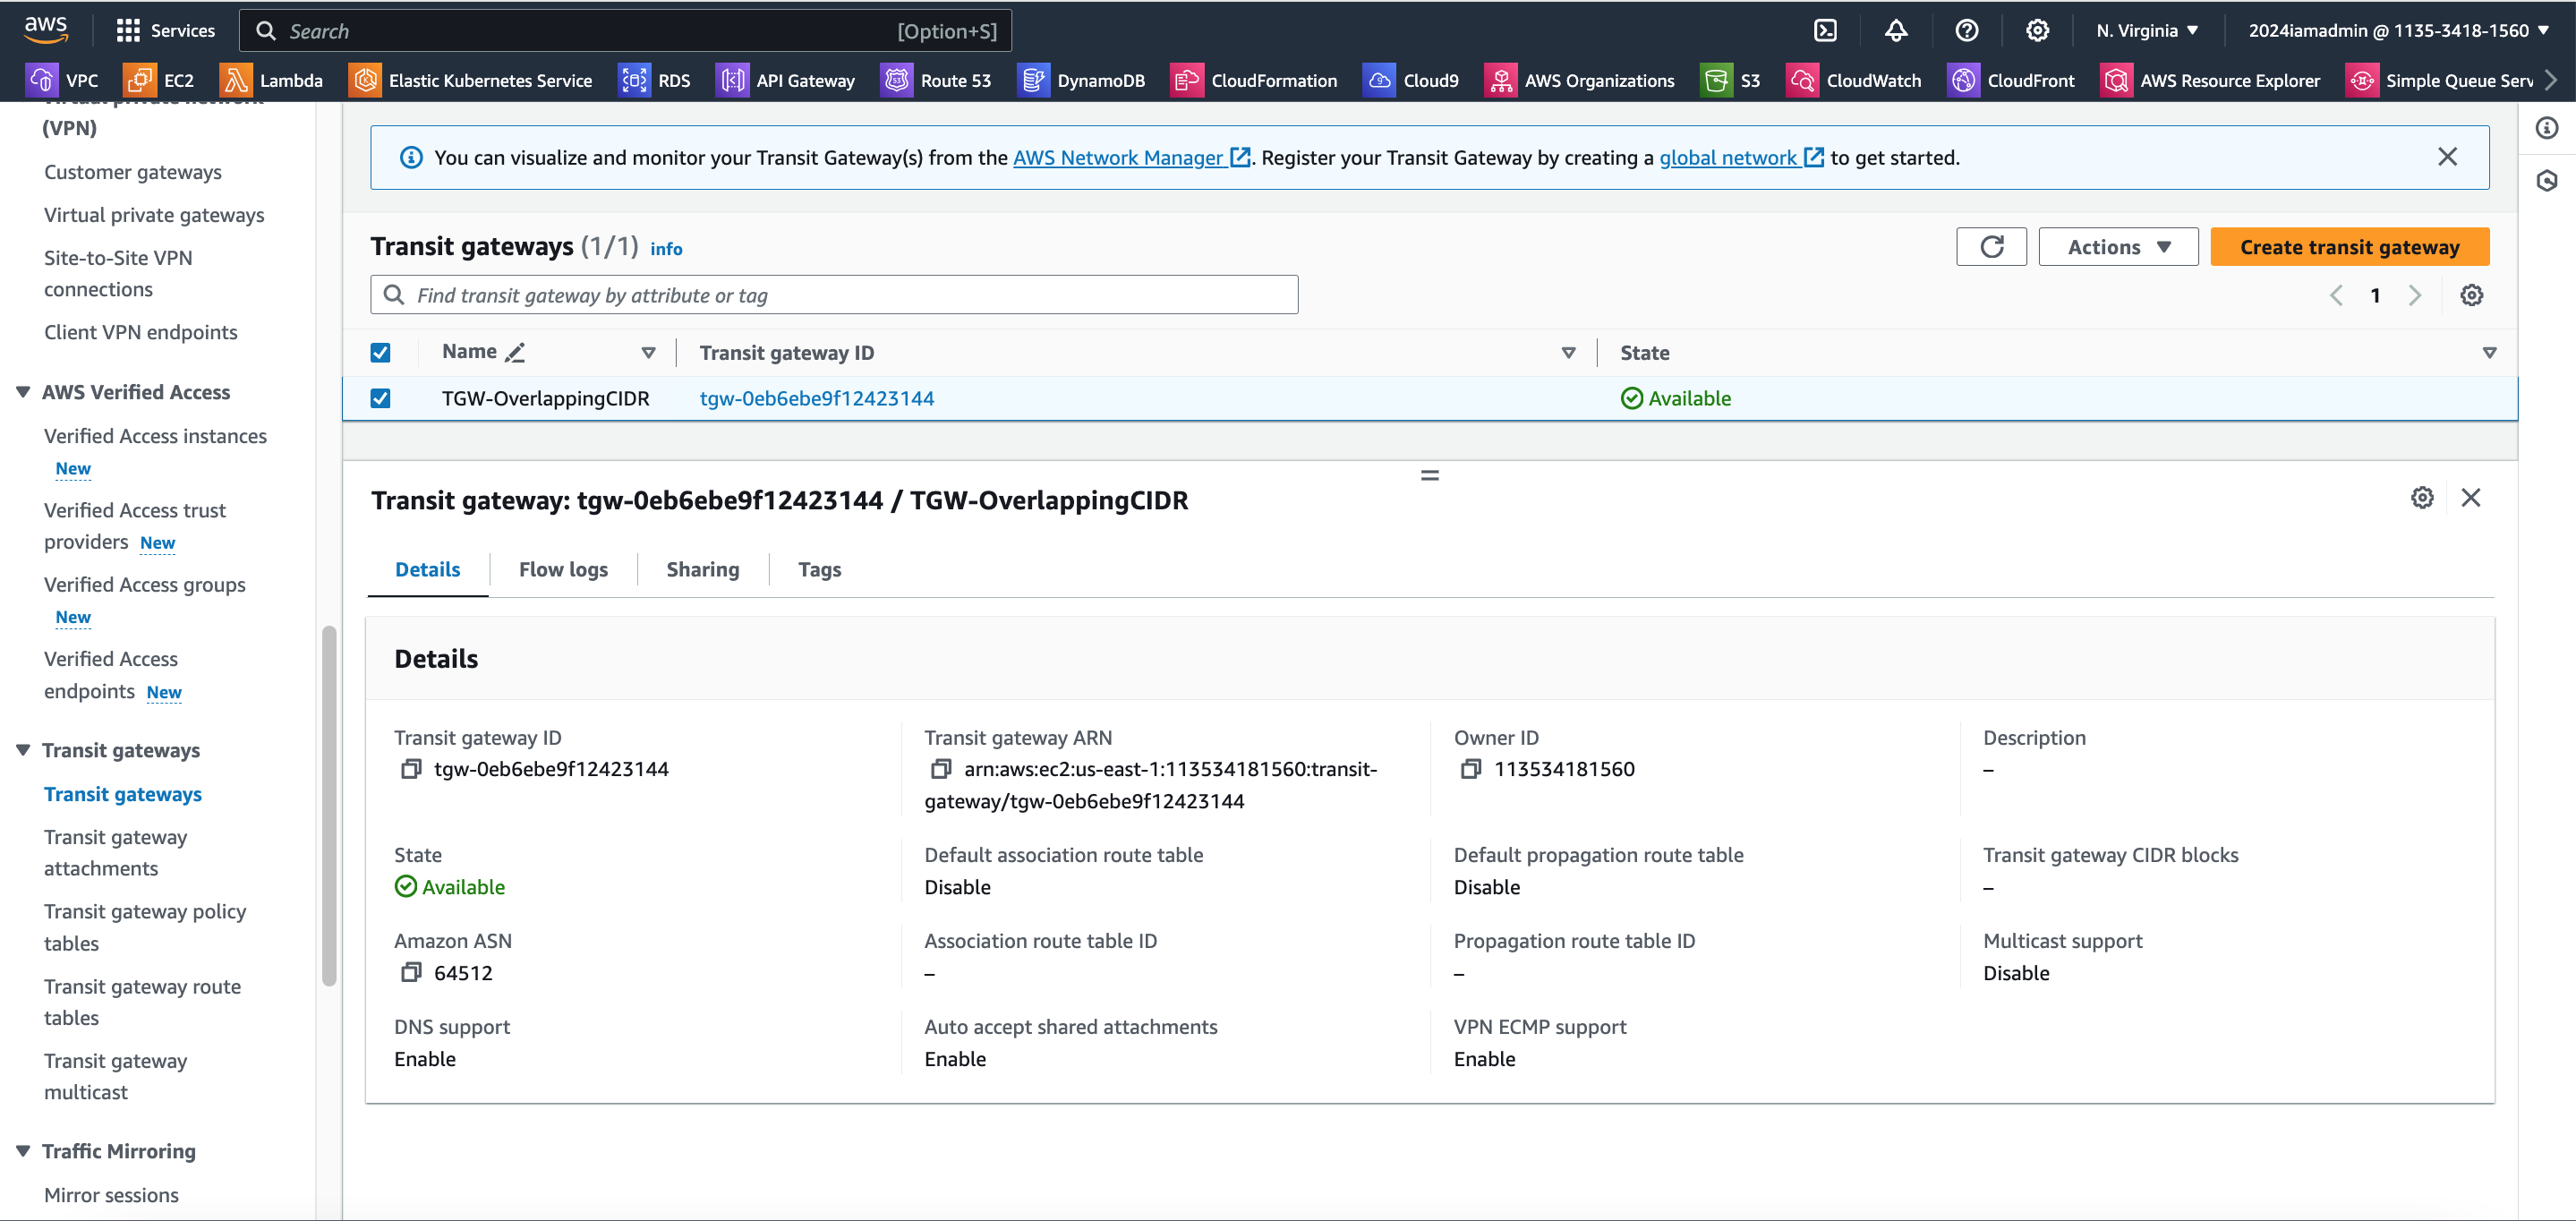 aws
Services
Search
[Option+S]
N. Virginia
2024iamadmin @ 1135-3418-1560
VPC
EC2
Lambda
Elastic Kubernetes Service
RDS
API Gateway
Route 53
DynamoDB
CloudFormation
Cloud9
AWS Organizations
S3
CloudWatch
CloudFront
AWS Resource Explorer
Simple Queue Serv
Virtual private network
(VPN)
Customer gateways
Virtual private gateways
Site-to-Site VPN
connections
Client VPN endpoints
AWS Verified Access
Verified Access instances
New
Verified Access trust
providers New
Verified Access groups
New
Verified Access
endpoints New
Transit gateways
Transit gateways
Transit gateway
attachments
Transit gateway policy
tables
Transit gateway route
tables
Transit gateway
multicast
Traffic Mirroring
Mirror sessions
You can visualize and monitor your Transit Gateway(s) from the AWS Network Manager. Register your Transit Gateway by creating a global network to get started.
Transit gateways (1/1) info
Actions
Create transit gateway
Find transit gateway by attribute or tag
1
Name
Transit gateway ID
State
TGW-OverlappingCIDR
tgw-0eb6ebe9f12423144
Available
Transit gateway: tgw-0eb6ebe9f12423144 / TGW-OverlappingCIDR
Details
Flow logs
Sharing
Tags
Details
Transit gateway ID
tgw-0eb6ebe9f12423144
Transit gateway ARN
arn:aws:ec2:us-east-1:113534181560:transit-
gateway/tgw-0eb6ebe9f12423144
Owner ID
113534181560
Description
–
State
Available
Default association route table
Disable
Default propagation route table
Disable
Transit gateway CIDR blocks
–
Amazon ASN
64512
Association route table ID
–
Propagation route table ID
–
Multicast support
Disable
DNS support
Enable
Auto accept shared attachments
Enable
VPN ECMP support
Enable